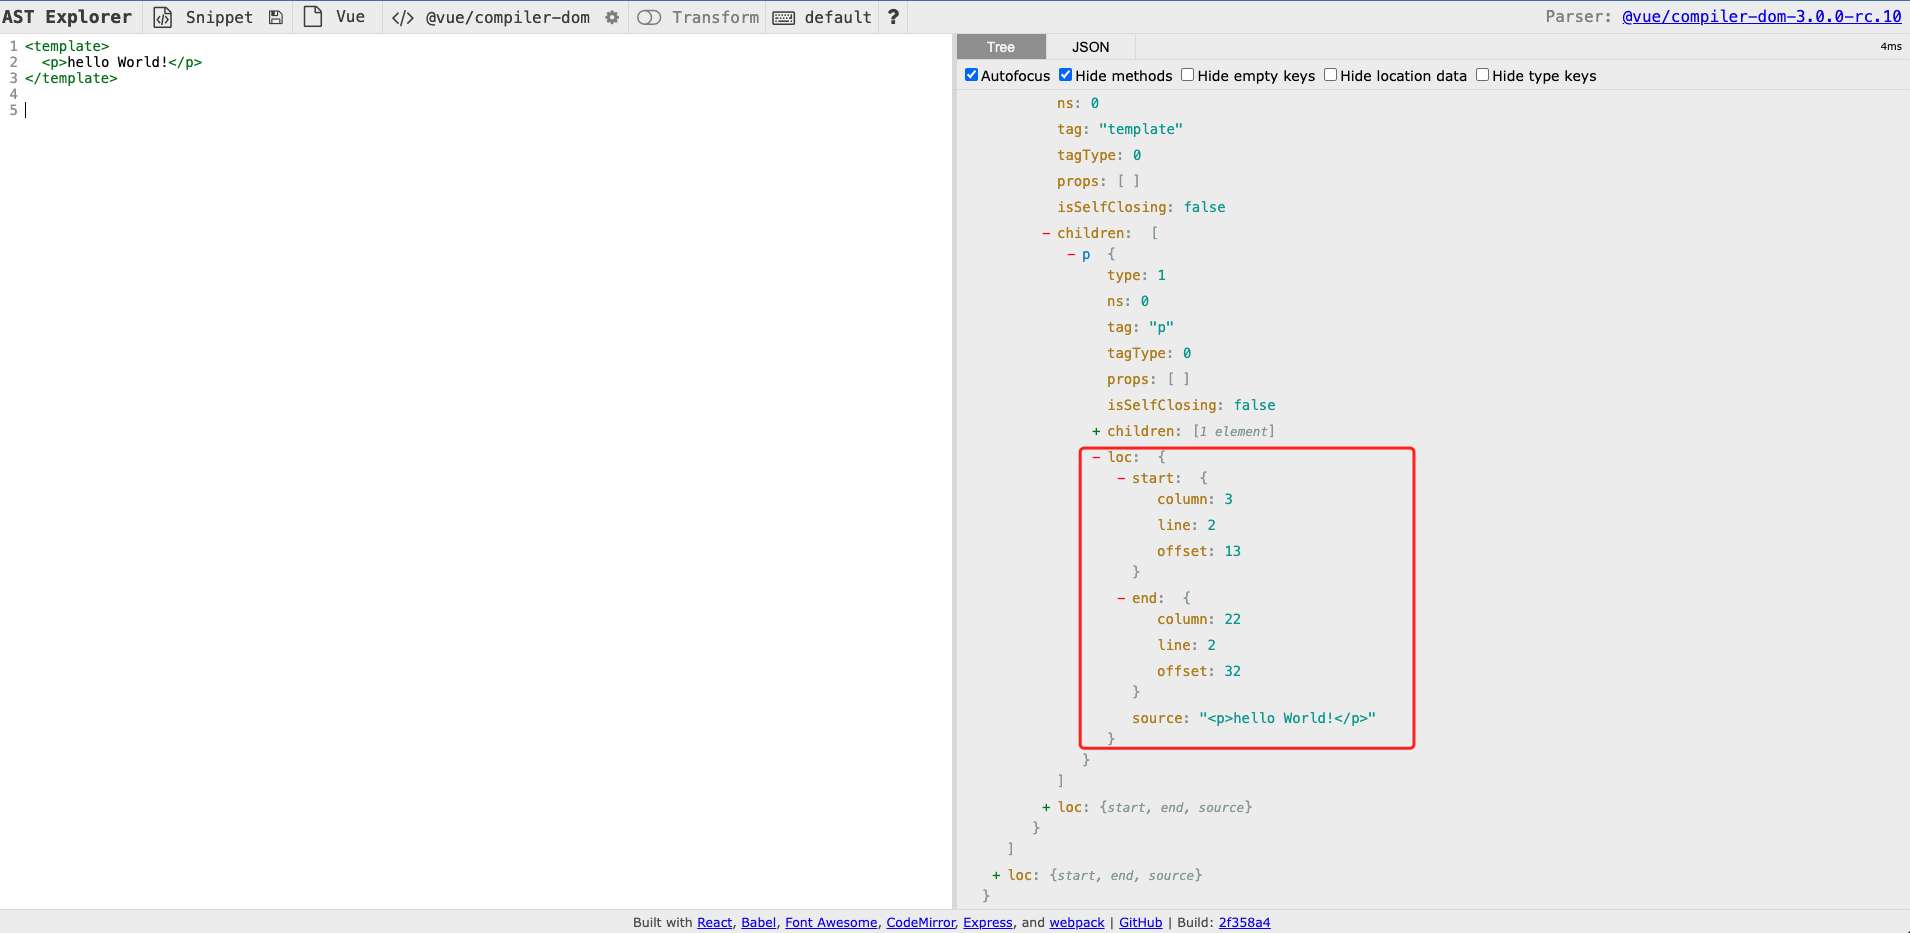 AST Explorer Snippet Vue </> @vue/compiler-dom Transform default ? Parser: @vue/compiler-dom-3.0.0-rc.10
1 <template>
2 <p>hello World!</p>
3 </template>
4
5
Tree JSON 4ms
Autofocus Hide methods Hide empty keys Hide location data Hide type keys
ns: 0
tag: "template"
tagType: 0
props: [ ]
isSelfClosing: false
- children: [
- p {
type: 1
ns: 0
tag: "p"
tagType: 0
props: [ ]
isSelfClosing: false
+ children: [1 element]
- loc: {
- start: {
column: 3
line: 2
offset: 13
}
- end: {
column: 22
line: 2
offset: 32
}
source: "<p>hello World!</p>"
}
}
]
+ loc: {start, end, source}
}
]
+ loc: {start, end, source}
}
Built with React, Babel, Font Awesome, CodeMirror, Express, and webpack | GitHub | Build: 2f358a4